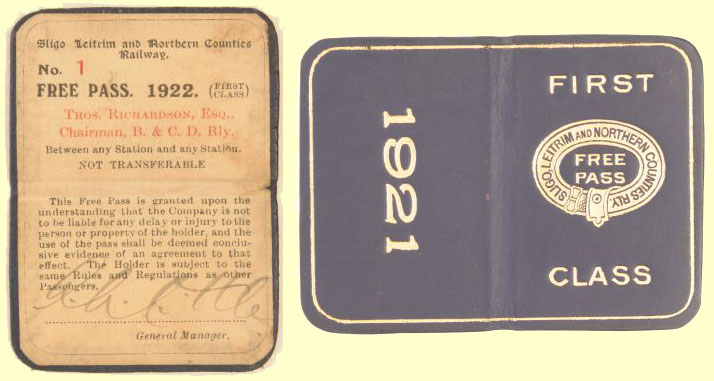 Sligo Leitrim and Northern Counties
Railway.
No. 1
FREE PASS. 1922. (FIRST CLASS)
THOS. RICHARDSON, ESQ.,
Chairman, B. & C. D. Rly.
Between any Station and any Station.
NOT TRANSFERABLE
This Free Pass is granted upon the
understanding that the Company is not
to be liable for any delay or injury to the
person or property of the holder, and the
use of the pass shall be deemed conclu-
sive evidence of an agreement to that
effect. The Holder is subject to the
same Rules and Regulations as other
Passengers.
General Manager.
1921
FIRST
SLIGO, LEITRIM AND NORTHERN COUNTIES RLY.
FREE
PASS
CLASS